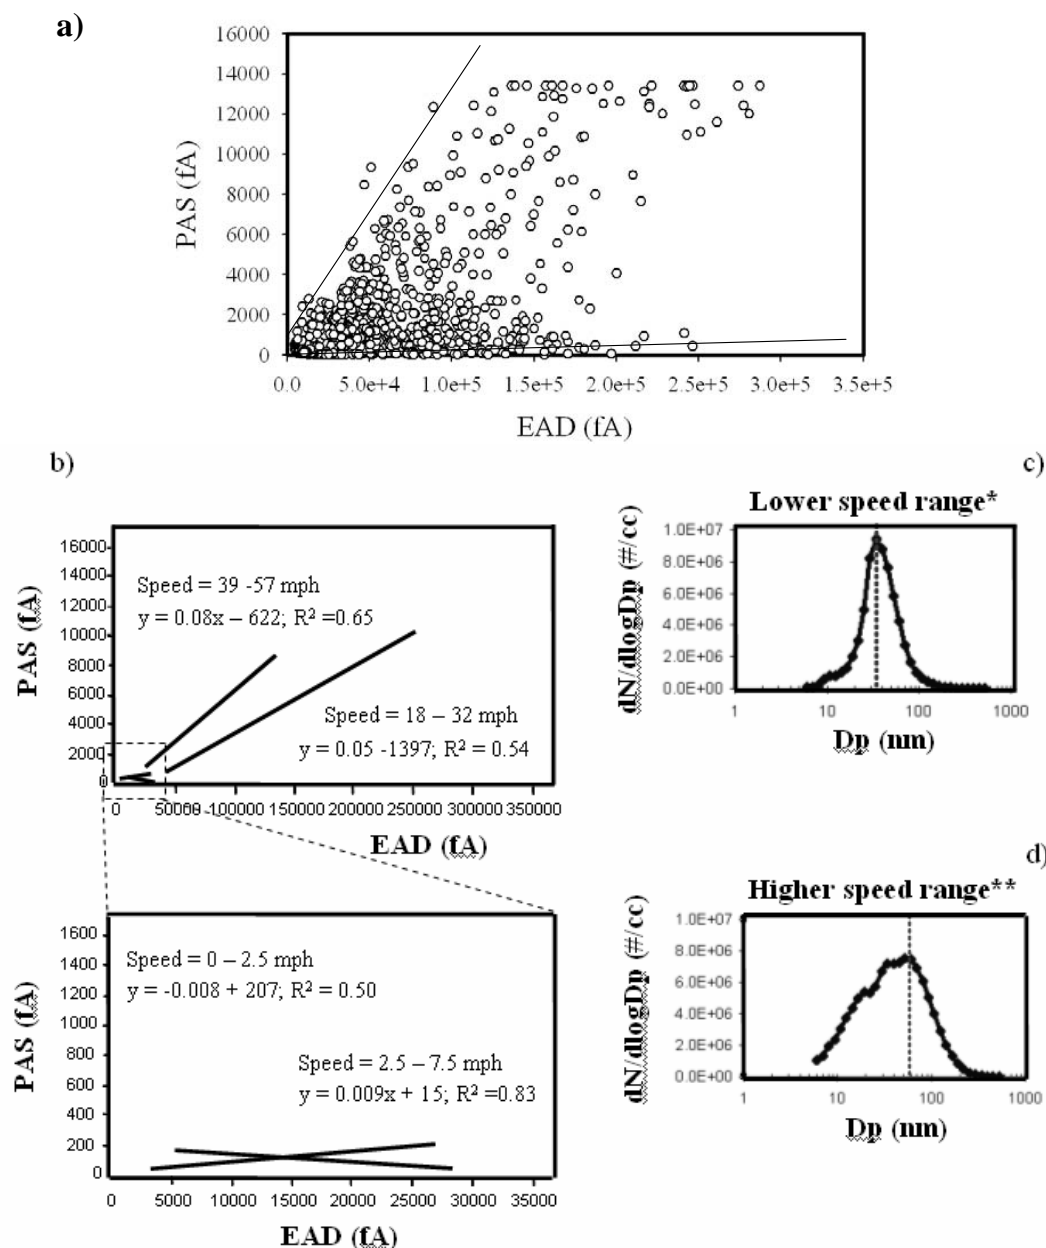 a)
16000
14000
12000
10000
8000
6000
4000
2000
0
PAS (fA)
0.0 5.0e+4 1.0e+5 1.5e+5 2.0e+5 2.5e+5 3.0e+5 3.5e+5
EAD (fA)
b)
16000
14000
12000
10000
8000
6000
4000
2000
0
PAS (fA)
Speed = 39 -57 mph
y = 0.08x – 622; R² =0.65
Speed = 18 – 32 mph
y = 0.05 -1397; R² = 0.54
0 50000 100000 150000 200000 250000 300000 350000
EAD (fA)
1600
1400
1200
1000
800
600
400
200
0
PAS (fA)
Speed = 0 – 2.5 mph
y = -0.008 + 207; R² = 0.50
Speed = 2.5 – 7.5 mph
y = 0.009x + 15; R² =0.83
0 5000 10000 15000 20000 25000 30000 35000
EAD (fA)
c)
Lower speed range*
dN/dlogDp (#/cc)
1.0E+07
8.0E+06
6.0E+06
4.0E+06
2.0E+06
0.0E+00
1 10 100 1000
Dp (nm)
d)
Higher speed range**
dN/dlogDp (#/cc)
1.0E+07
8.0E+06
6.0E+06
4.0E+06
2.0E+06
0.0E+00
1 10 100 1000
Dp (nm)